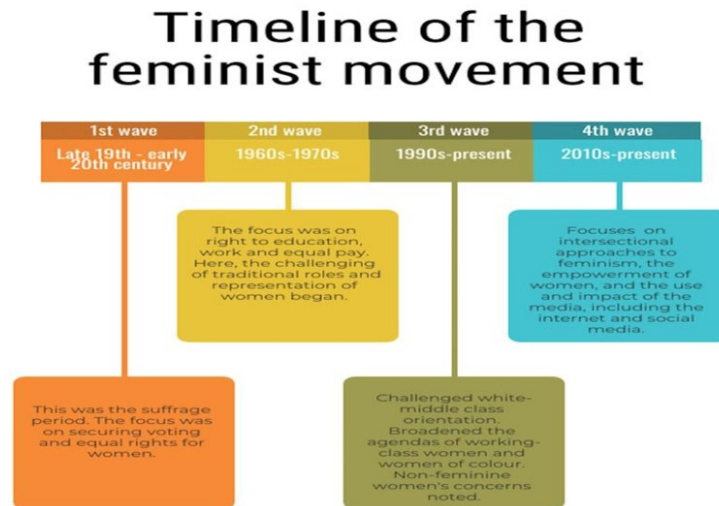 Timeline of the
feminist movement
1st wave
Late 19th - early
20th century
2nd wave
1960s-1970s
3rd wave
1990s-present
4th wave
2010s-present
The focus was on
right to education,
work and equal pay.
Here, the challenging
of traditional roles and
representation of
women began.
Focuses on
intersectional
approaches to
feminism, the
empowerment of
women, and the use
and impact of the
media, including the
internet and social
media.
This was the suffrage
period. The focus was
on securing voting
and equal rights for
women.
Challenged white-
middle class
orientation.
Broadened the
agendas of working-
class women and
women of colour.
Non-feminine
women's concerns
noted.